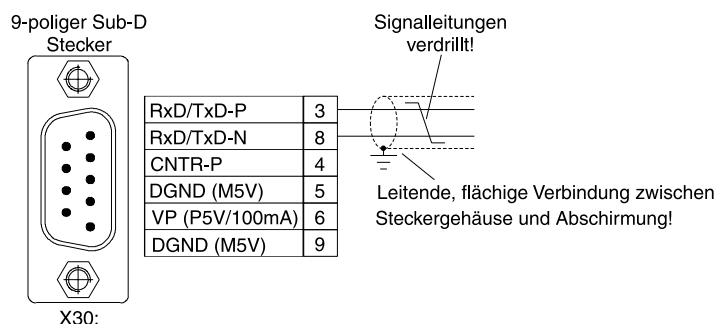 9-poliger Sub-D
Stecker
Signalleitungen
verdrillt!
RxD/TxD-P 3
RxD/TxD-N 8
CNTR-P 4
DGND (M5V) 5
VP (P5V/100mA) 6
DGND (M5V) 9
Leitende, flächige Verbindung zwischen
Steckergehäuse und Abschirmung!
X30: